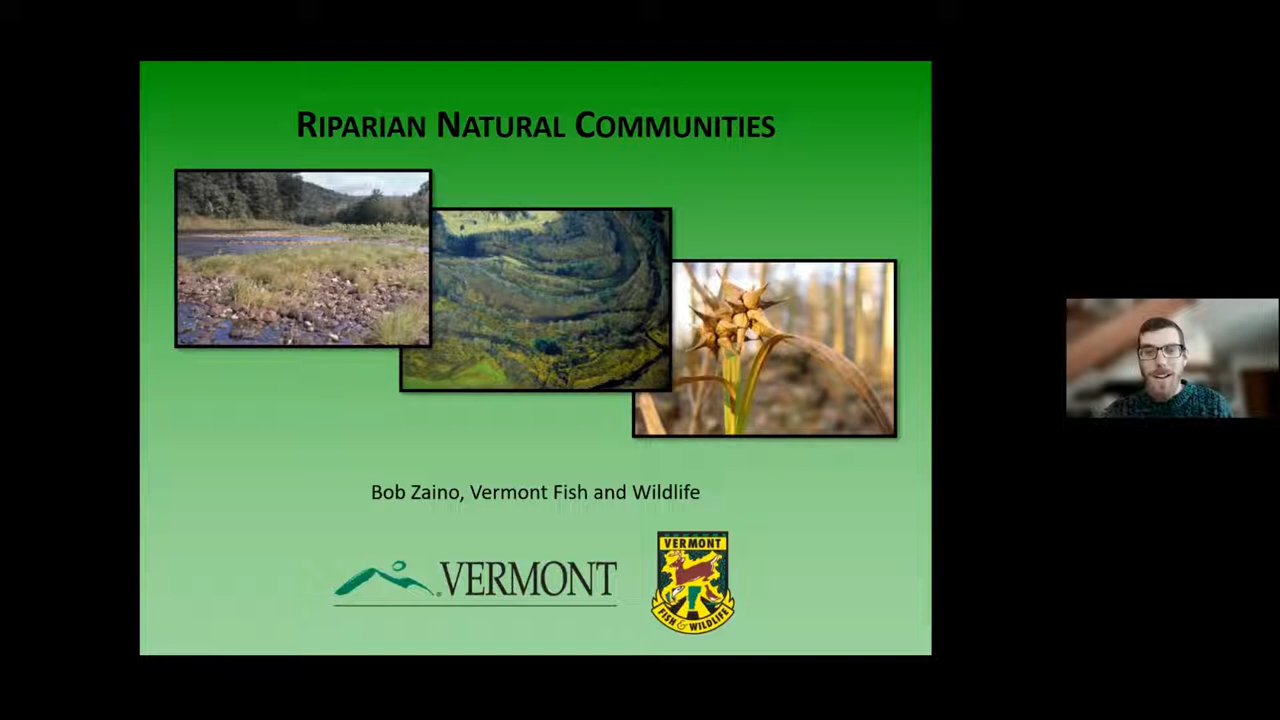 RIPARIAN NATURAL COMMUNITIES
Bob Zaino, Vermont Fish and Wildlife
VERMONT
VERMONT
FISH & WILDLIFE